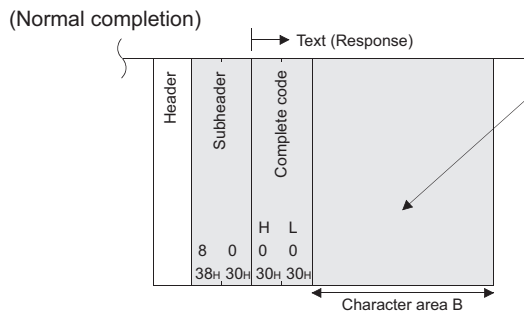 (Normal completion)
Text (Response)
Header
Subheader
Complete code
H L
8 0 0 0
38H 30H 30H 30H
Character area B